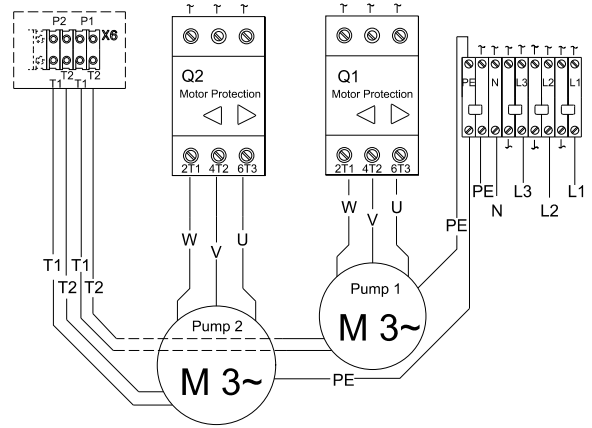 P2 P1
X6
T2 T2
T1 T1
Q2
Motor Protection
2T1 4T2 6T3
Q1
Motor Protection
2T1 4T2 6T3
PE N L3 L2 L1
PE L3 L1
N L2
W V U
W V U
PE
T1 T1
T2 T2
Pump 1
M 3~
Pump 2
M 3~
PE